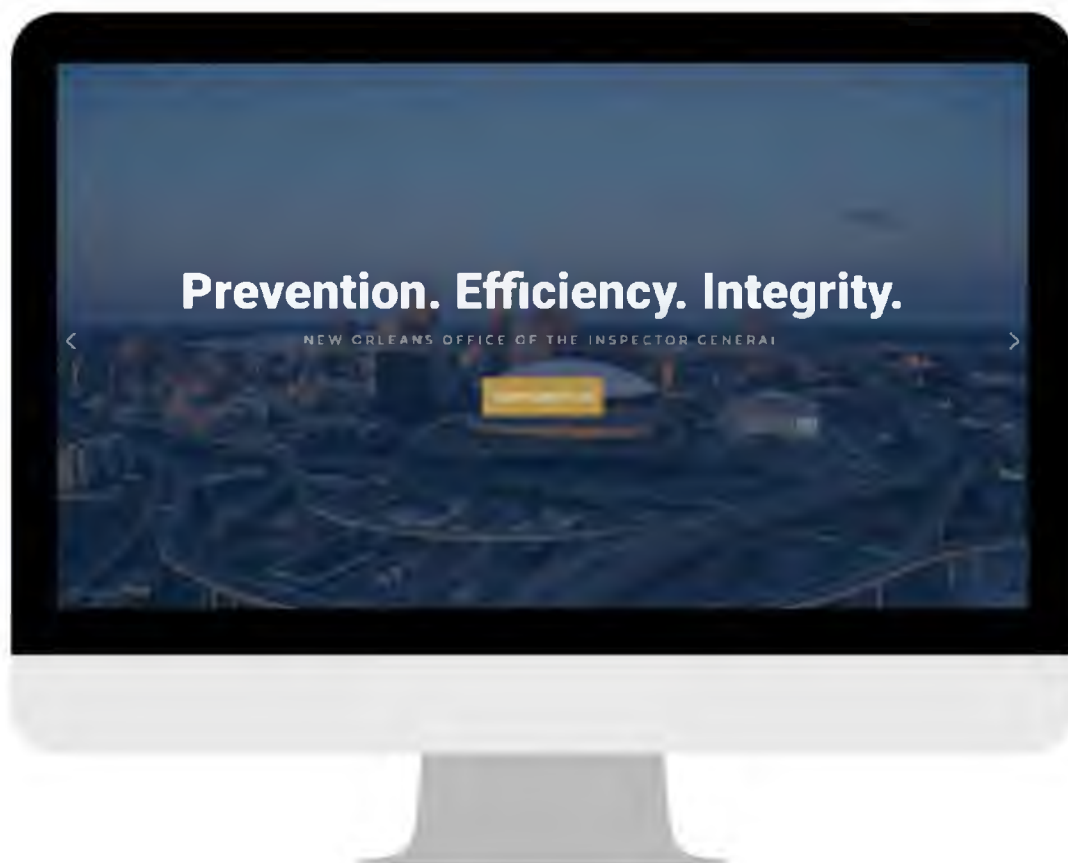 Prevention. Efficiency. Integrity.
NEW ORLEANS OFFICE OF THE INSPECTOR GENERAL